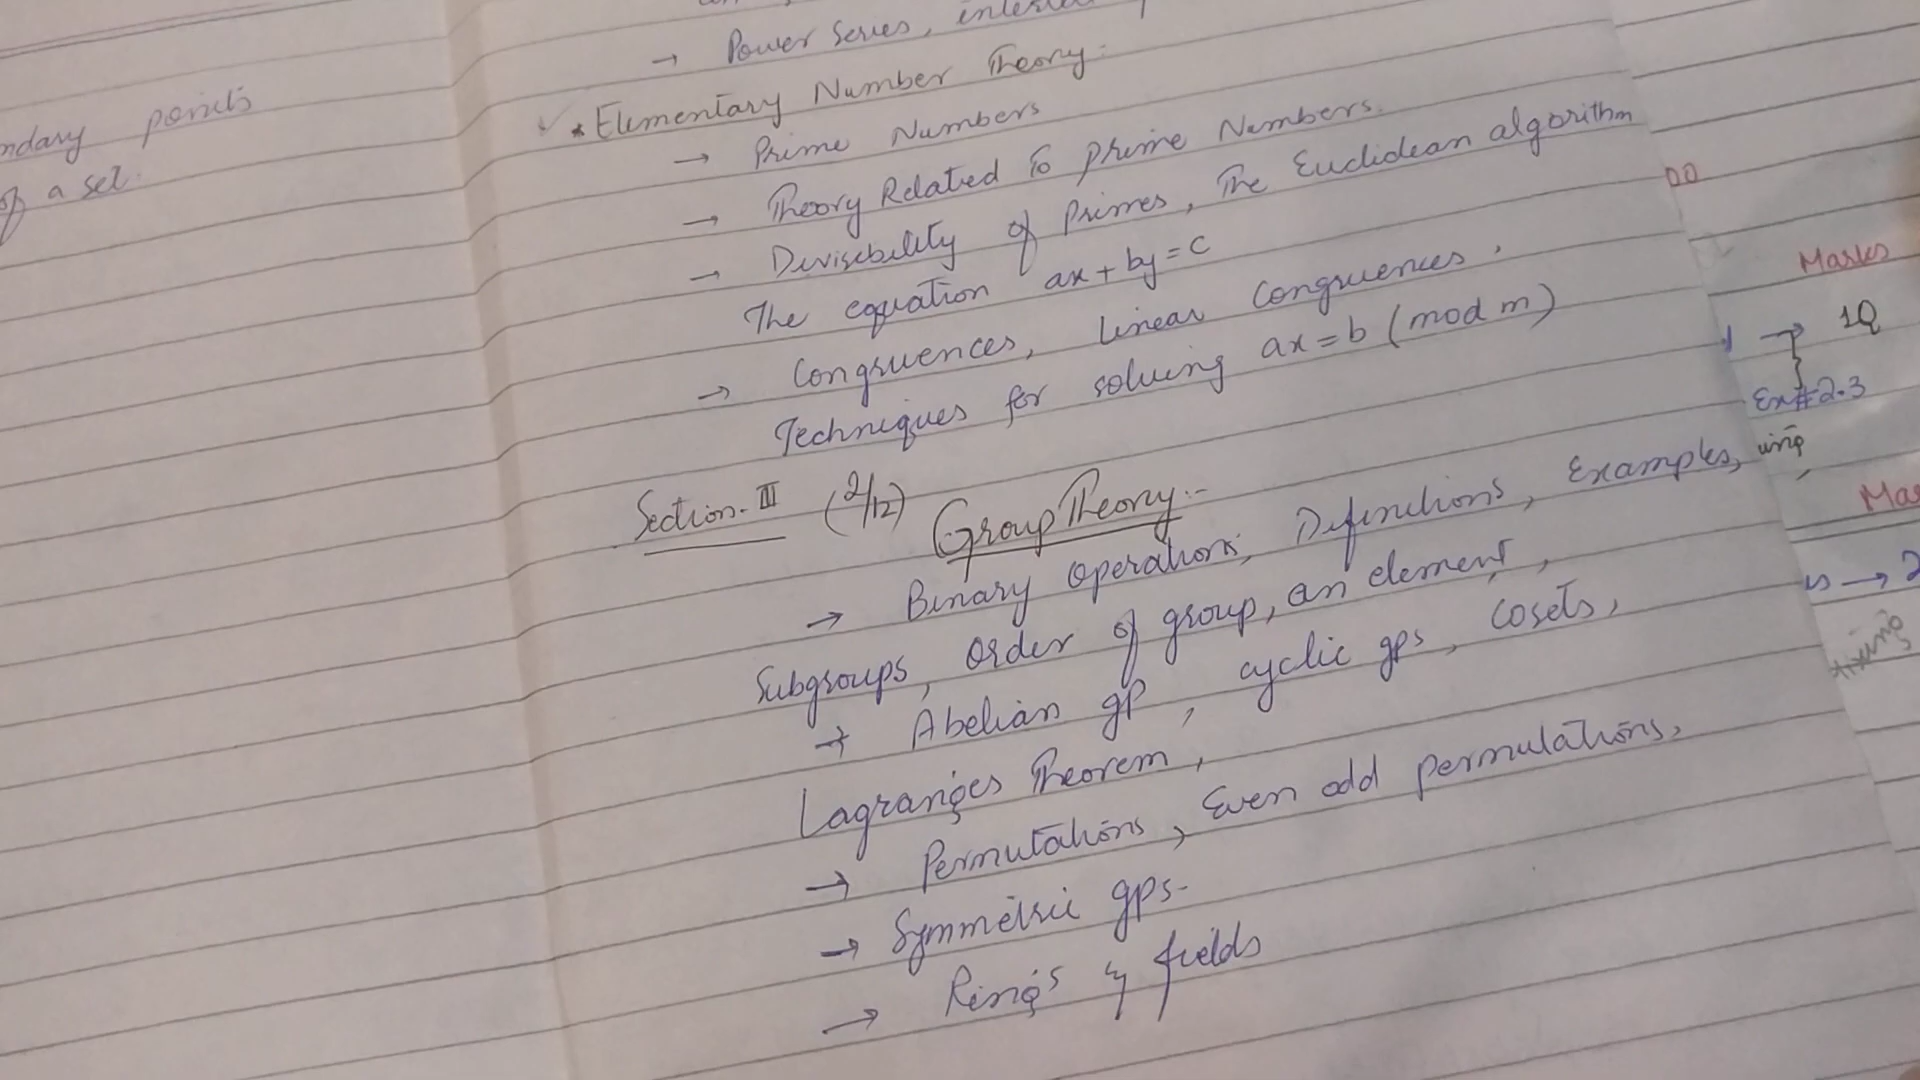 ndary points
of a set.
→ Power Series,
* Elementary Number Theory:
→ Prime Numbers
→ Theory Related To prime Numbers.
→ Divisibility of Primes, The Euclidean algorithm
The equation ax + by = c
→ Congruences, linear Congruences,
Techniques for solving ax = b (mod m)
Section-III (2/12) Group Theory:-
→ Binary operations, Definitions, Examples,
Subgroups, Order of group, an element,
→ Abelian gp, cyclic gps, Cosets,
Lagranges Theorem,
→ Permutations, Even odd permutations,
→ Symmetric gps-
→ Rings & fields
00
Marks
→ 1Q
Ex#2.3
Mar
→ 2